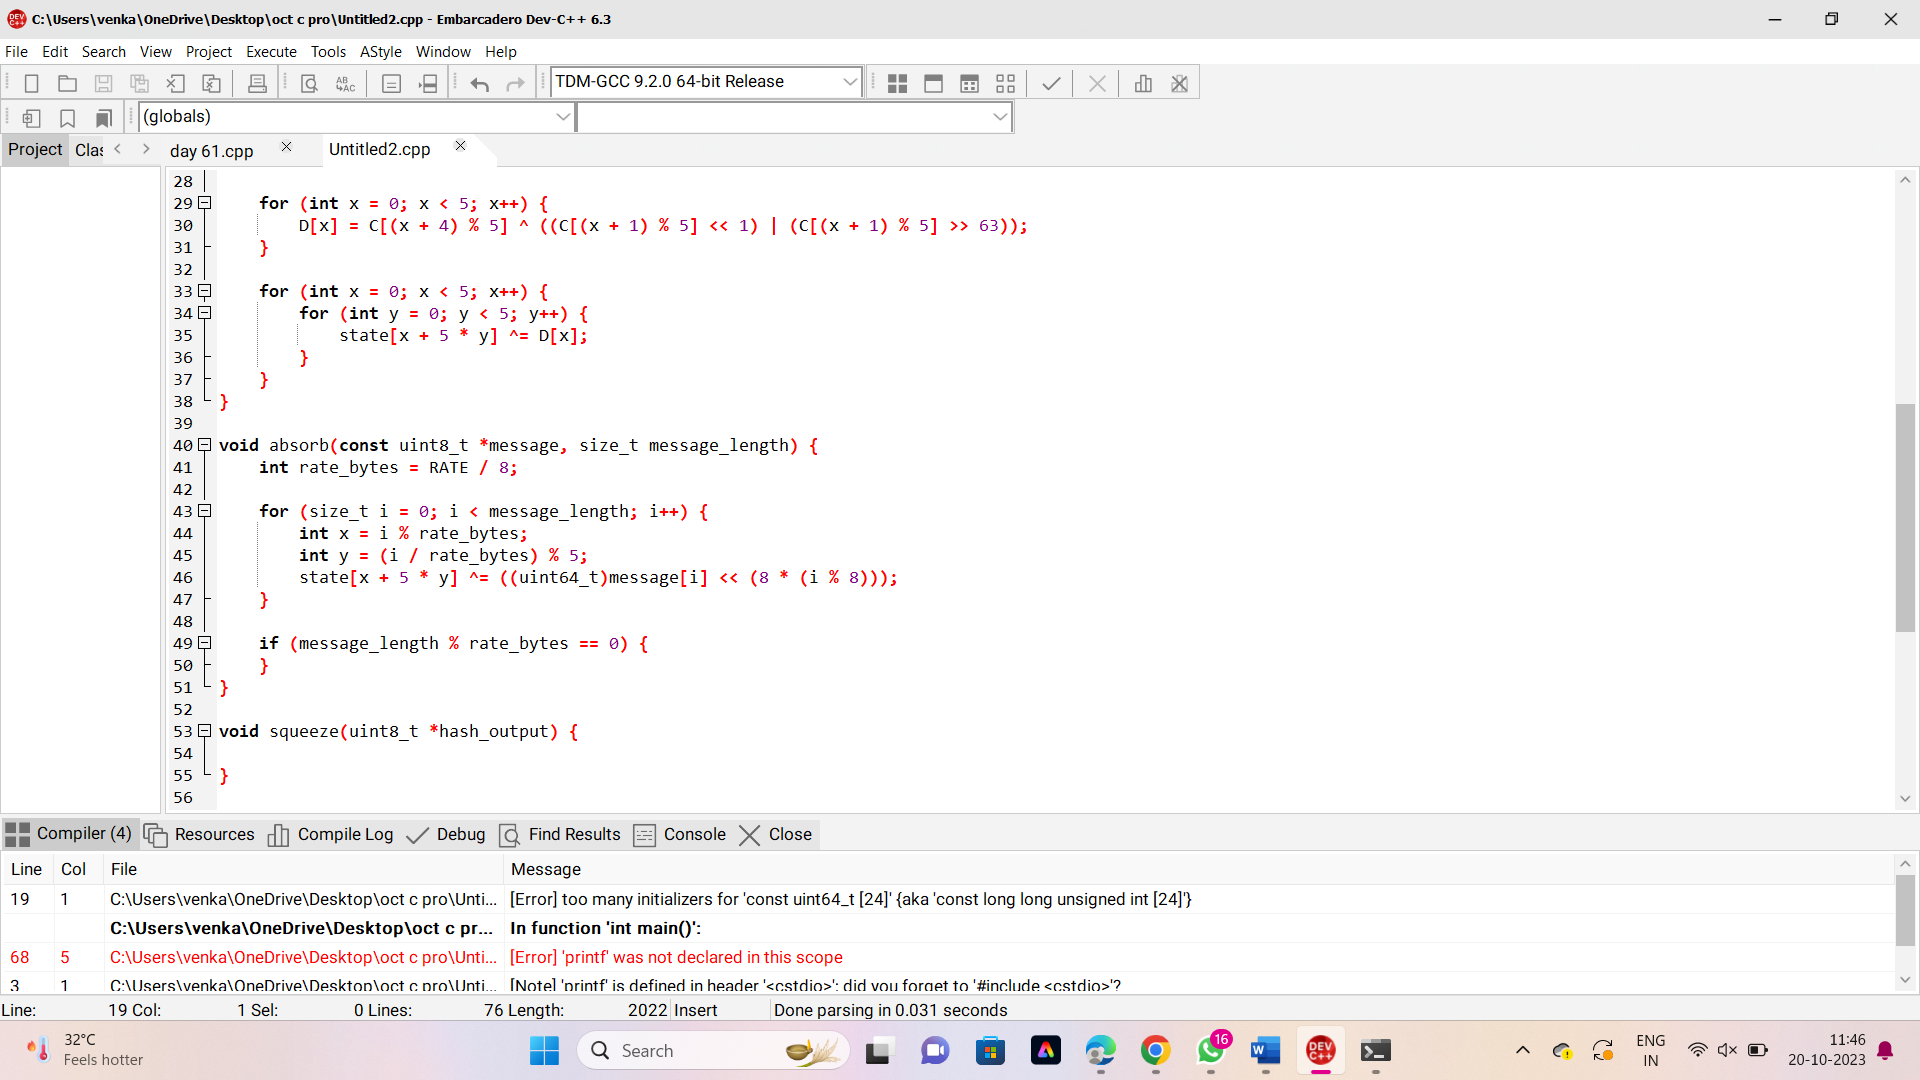 C:\Users\venka\OneDrive\Desktop\oct c pro\Untitled2.cpp - Embarcadero Dev-C++ 6.3
File Edit Search View Project Execute Tools AStyle Window Help
TDM-GCC 9.2.0 64-bit Release
(globals)
Project Clas day 61.cpp Untitled2.cpp
28
29 for (int x = 0; x < 5; x++) {
30 D[x] = C[(x + 4) % 5] ^ ((C[(x + 1) % 5] << 1) | (C[(x + 1) % 5] >> 63));
31 }
32
33 for (int x = 0; x < 5; x++) {
34 for (int y = 0; y < 5; y++) {
35 state[x + 5 * y] ^= D[x];
36 }
37 }
38 }
39
40 void absorb(const uint8_t *message, size_t message_length) {
41 int rate_bytes = RATE / 8;
42
43 for (size_t i = 0; i < message_length; i++) {
44 int x = i % rate_bytes;
45 int y = (i / rate_bytes) % 5;
46 state[x + 5 * y] ^= ((uint64_t)message[i] << (8 * (i % 8)));
47 }
48
49 if (message_length % rate_bytes == 0) {
50 }
51 }
52
53 void squeeze(uint8_t *hash_output) {
54
55 }
56
Compiler (4) Resources Compile Log Debug Find Results Console Close
Line Col File Message
19 1 C:\Users\venka\OneDrive\Desktop\oct c pro\Unti... [Error] too many initializers for 'const uint64_t [24]' {aka 'const long long unsigned int [24]'}
C:\Users\venka\OneDrive\Desktop\oct c pr... In function 'int main()':
68 5 C:\Users\venka\OneDrive\Desktop\oct c pro\Unti... [Error] 'printf' was not declared in this scope
3 1 C:\Users\venka\OneDrive\Desktop\oct c pro\Unti... [Note] 'printf' is defined in header '<cstdio>'; did you forget to '#include <cstdio>'?
Line: 19 Col: 1 Sel: 0 Lines: 76 Length: 2022 Insert Done parsing in 0.031 seconds
32°C
Feels hotter
Search
16
DEV C++
ENG
IN
11:46
20-10-2023